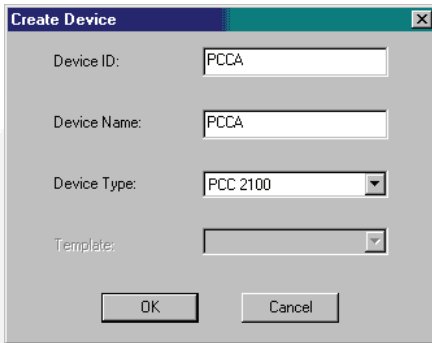 Create Device
Device ID: PCCA
Device Name: PCCA
Device Type: PCC 2100
Template:
OK Cancel